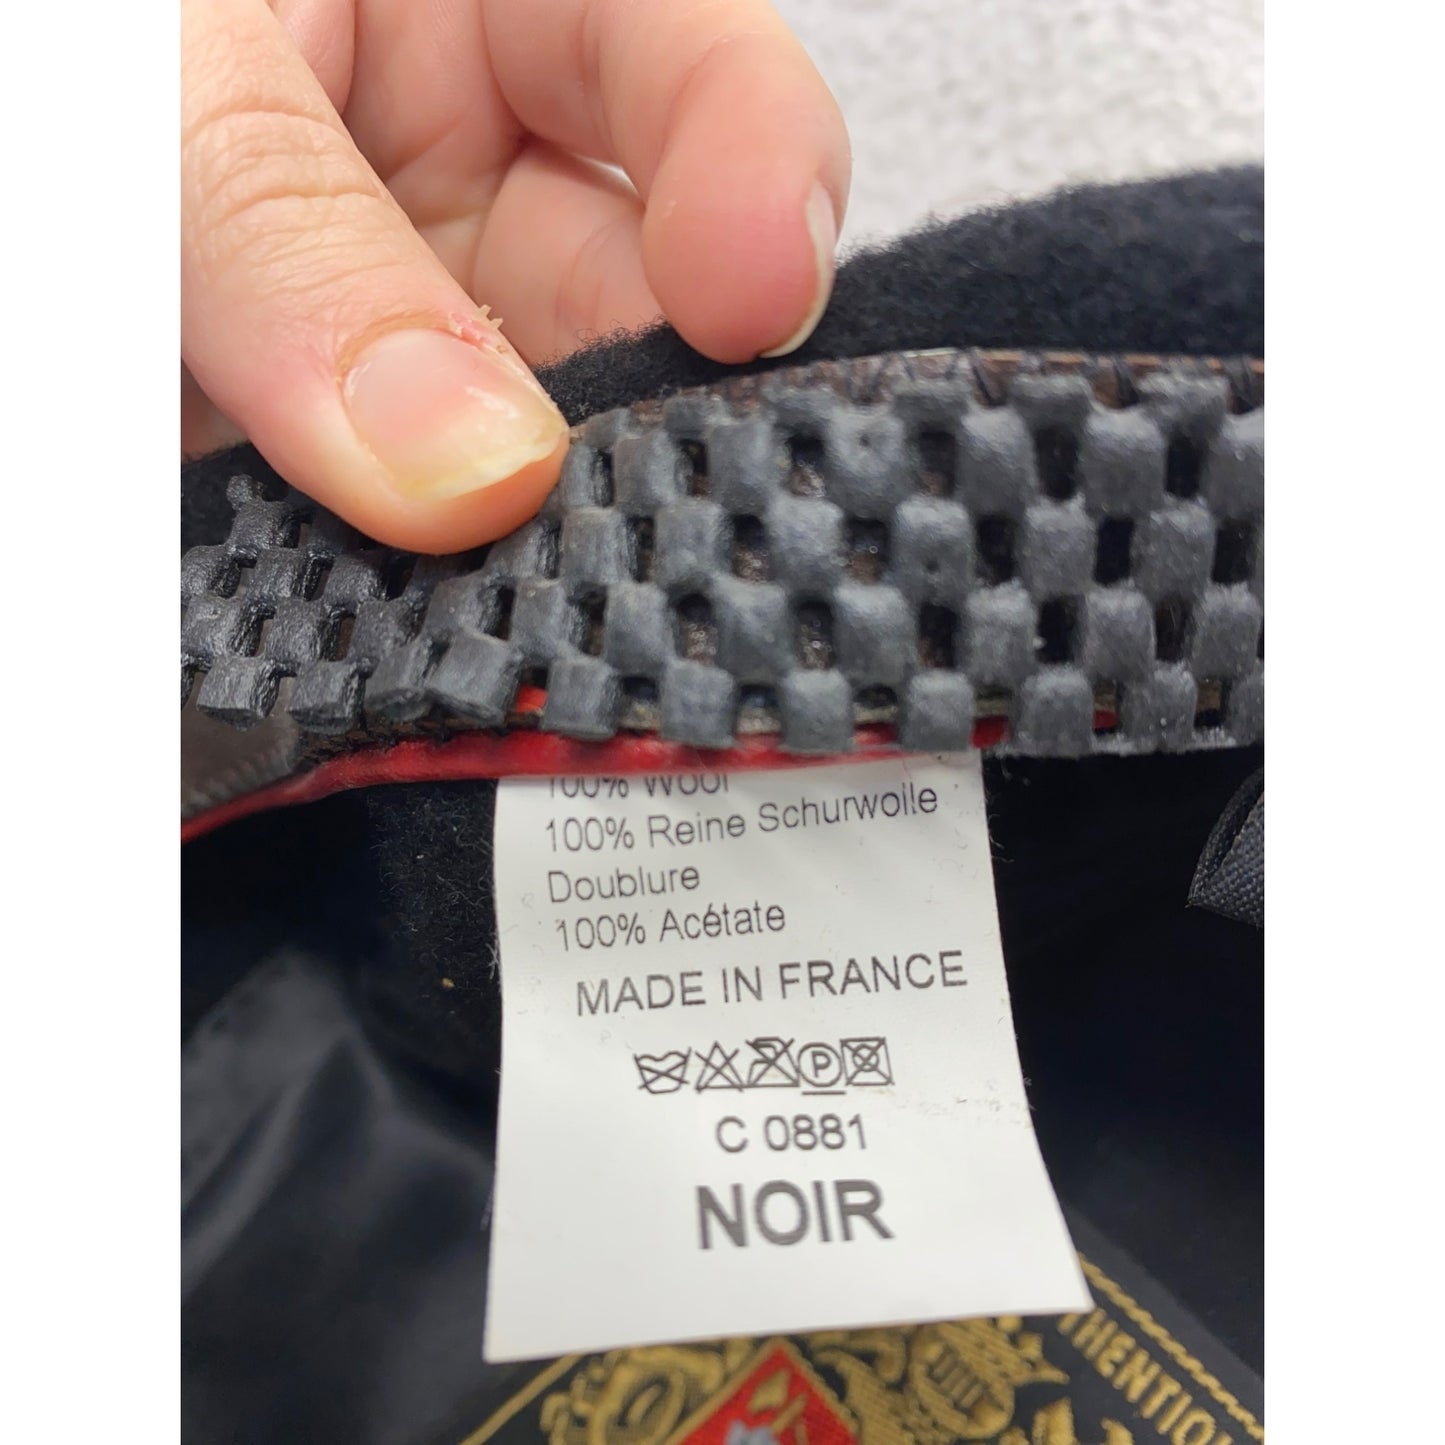 100% Wool
100% Reine Schurwolle
Doublure
100% Acétate
MADE IN FRANCE
P
C 0881
NOIR